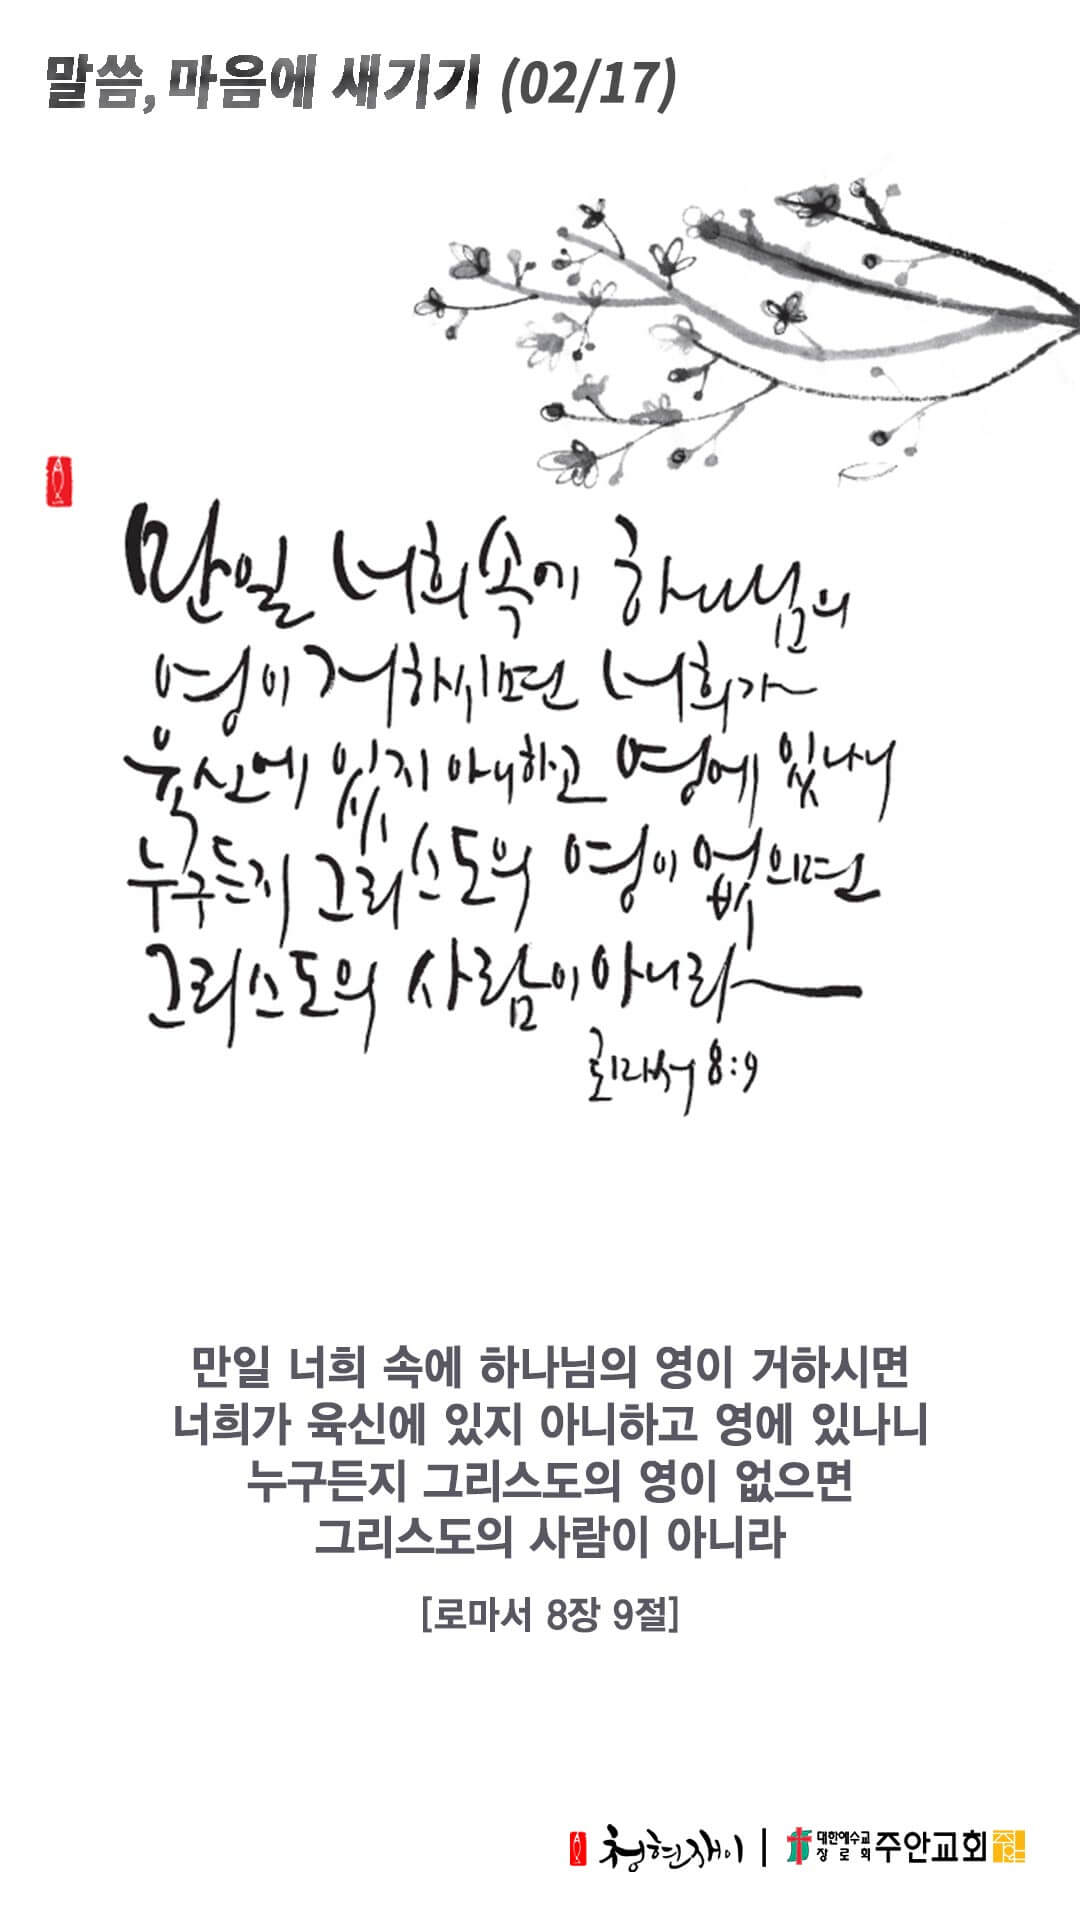 말씀, 마음에 새기기 (02/17)
만일 너희 속에 하나님의
영이 거하시면 너희가
육신에 있지 아니하고 영에 있나니
누구든지 그리스도의 영이 없으면
그리스도의 사람이 아니라
로마서 8:9
만일 너희 속에 하나님의 영이 거하시면
너희가 육신에 있지 아니하고 영에 있나니
누구든지 그리스도의 영이 없으면
그리스도의 사람이 아니라
[로마서 8장 9절]
청현재이 | 대한예수교
장로회 주안교회